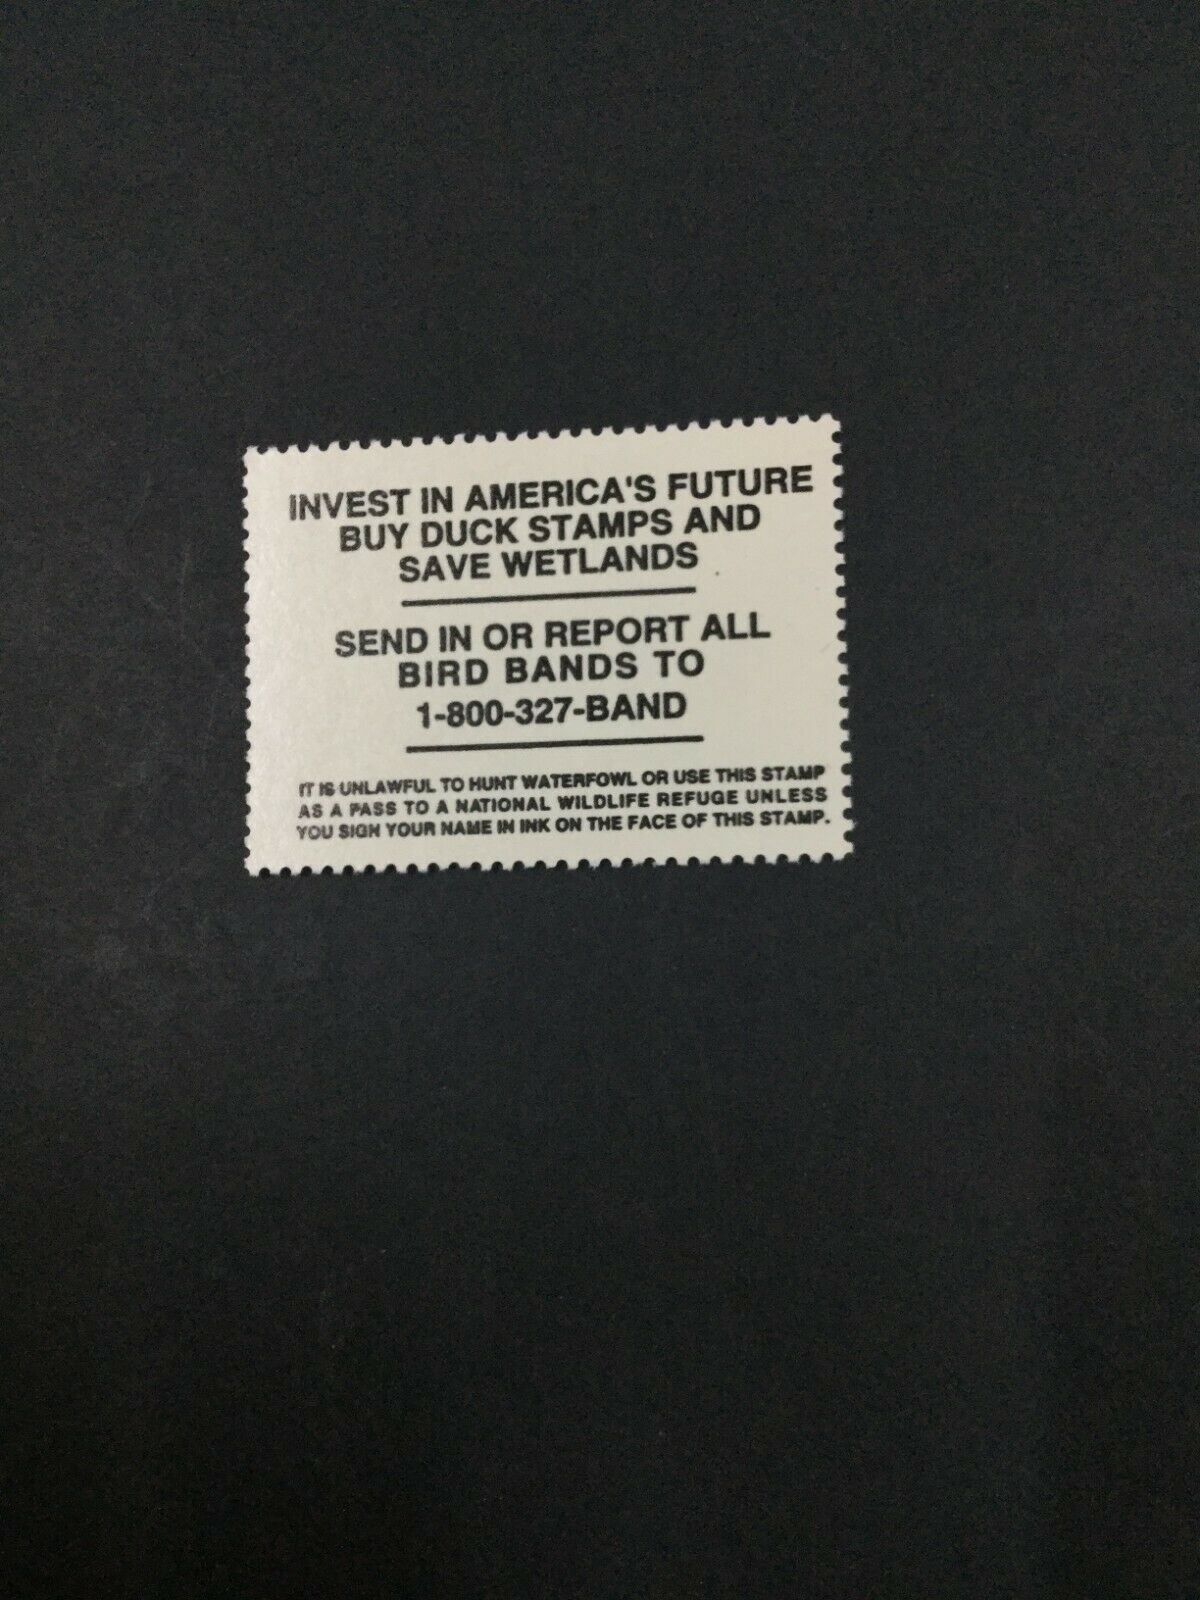 INVEST IN AMERICA'S FUTURE
BUY DUCK STAMPS AND
SAVE WETLANDS
SEND IN OR REPORT ALL
BIRD BANDS TO
1-800-327-BAND
IT IS UNLAWFUL TO HUNT WATERFOWL OR USE THIS STAMP
AS A PASS TO A NATIONAL WILDLIFE REFUGE UNLESS
YOU SIGN YOUR NAME IN INK ON THE FACE OF THIS STAMP.